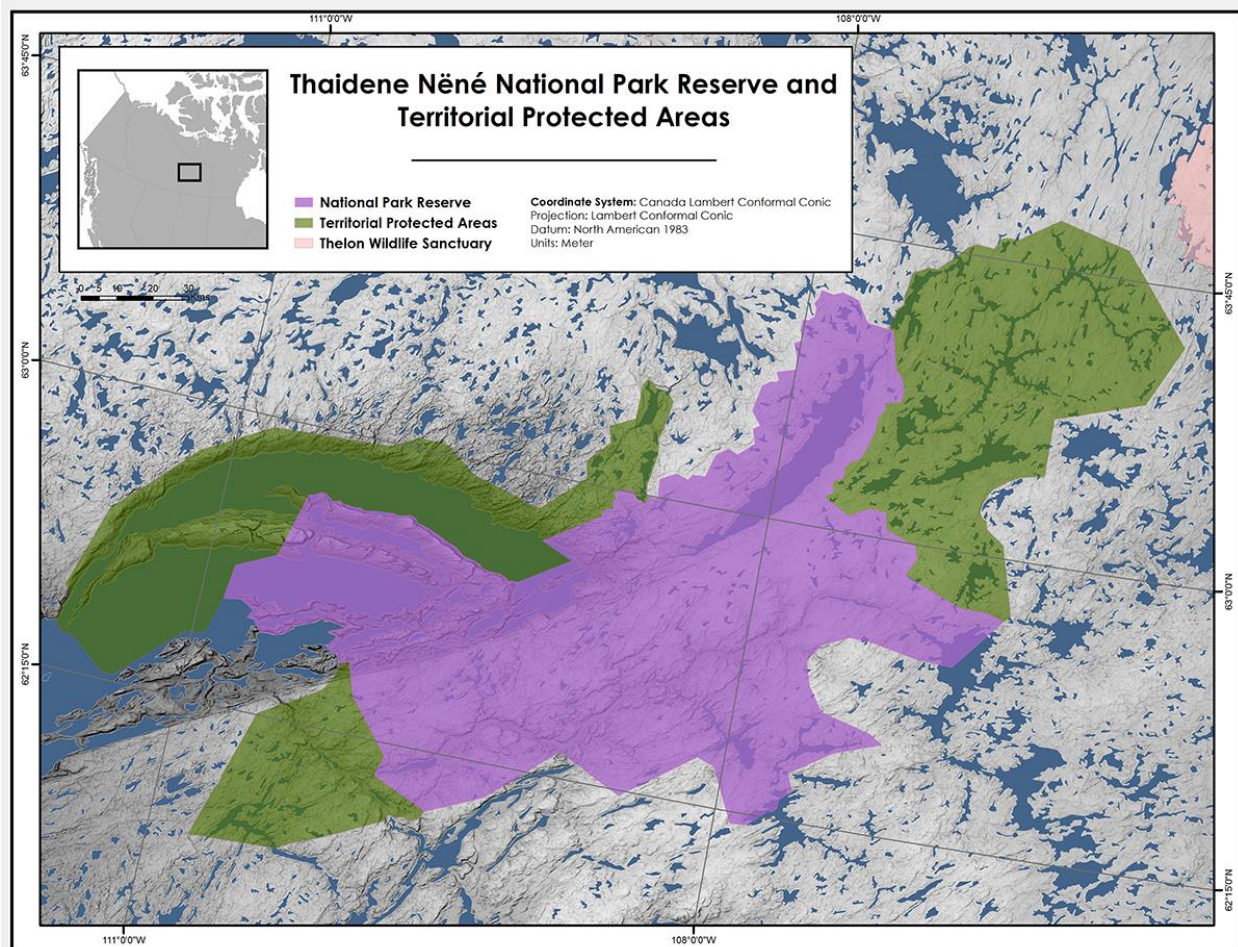 111°0'0"W
108°0'0"W
63°45'0"N
Thaidene Nëné National Park Reserve and
Territorial Protected Areas
National Park Reserve
Territorial Protected Areas
Thelon Wildlife Sanctuary
Coordinate System: Canada Lambert Conformal Conic
Projection: Lambert Conformal Conic
Datum: North American 1983
Units: Meter
0 5 10 20 30
Kms
63°45'0"N
63°0'0"N
63°0'0"N
62°15'0"N
62°15'0"N
111°0'0"W
108°0'0"W